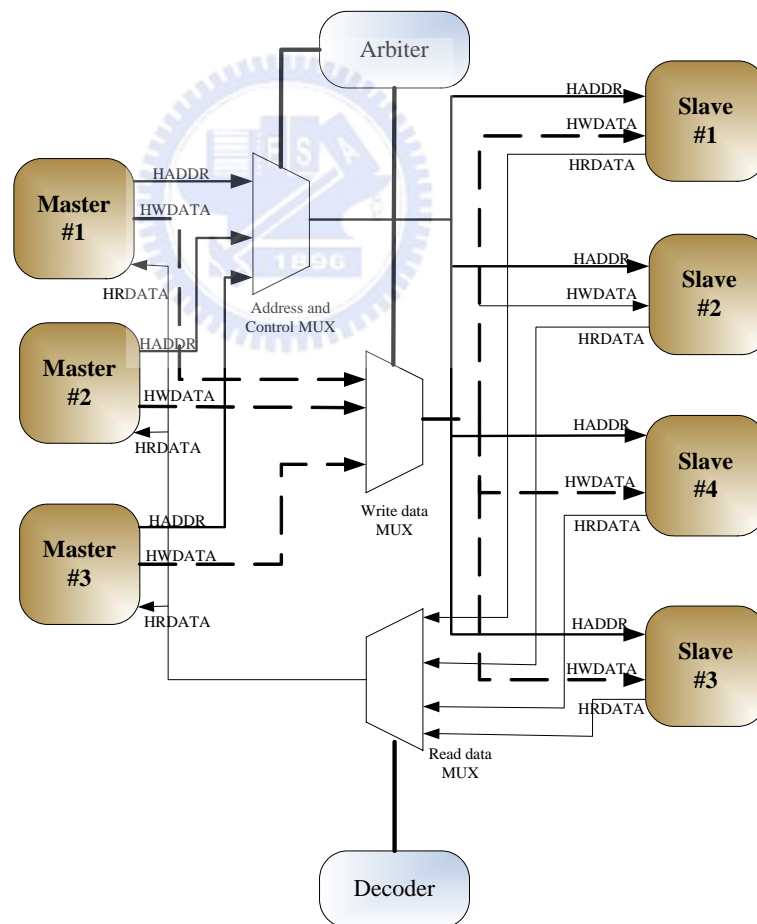 Arbiter
HADDR
Slave
#1
HWDATA
HRDATA
ESA
HADDR
Master
#1
HWDATA
HADDR
Slave
#2
HWDATA
HRDATA
1896
HRDATA
Address and
Control MUX
HADDR
Master
#2
HWDATA
HADDR
Slave
#4
HRDATA
HWDATA
HRDATA
Write data
MUX
HADDR
Master
#3
HWDATA
HRDATA
HADDR
Slave
#3
HWDATA
HRDATA
Read data
MUX
Decoder